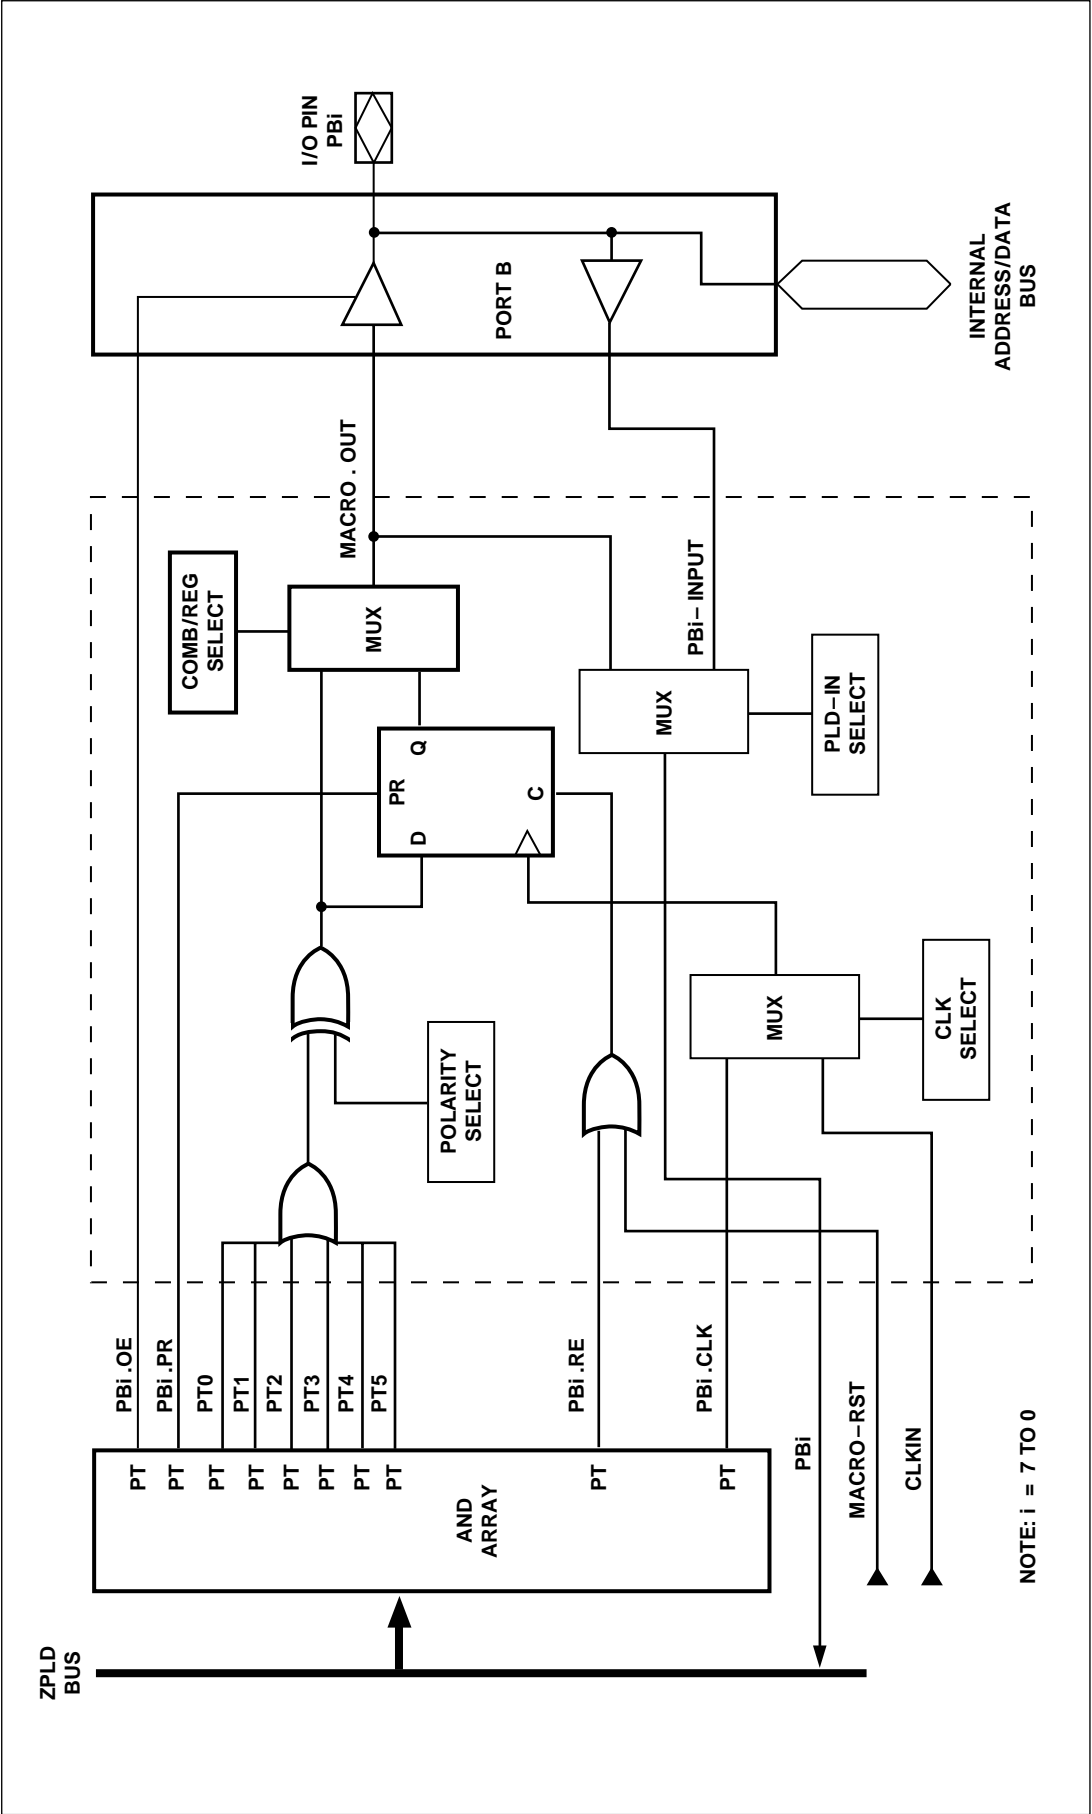 ZPLD
BUS
AND
ARRAY
PT
PT
PT
PT
PT
PT
PT
PT
PT
PT
PBi .OE
PBi .PR
PT0
PT1
PT2
PT3
PT4
PT5
PBi .RE
PBi .CLK
PBi
MACRO–RST
CLKIN
POLARITY
SELECT
MUX
CLK
SELECT
D
PR
Q
C
COMB/REG
SELECT
MUX
MUX
PLD–IN
SELECT
MACRO . OUT
PBi– INPUT
PORT B
I/O PIN
PBi
INTERNAL
ADDRESS/DATA
BUS
NOTE: i = 7 TO 0